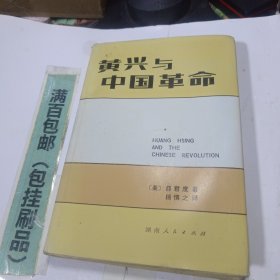 黄兴与
中国革命
HUANG HSING
AND THE
CHINESE REVOLUTION
(美) 薛君度 著
杨慎之 译
湖南人民出版社
满百包邮(包挂刷品)